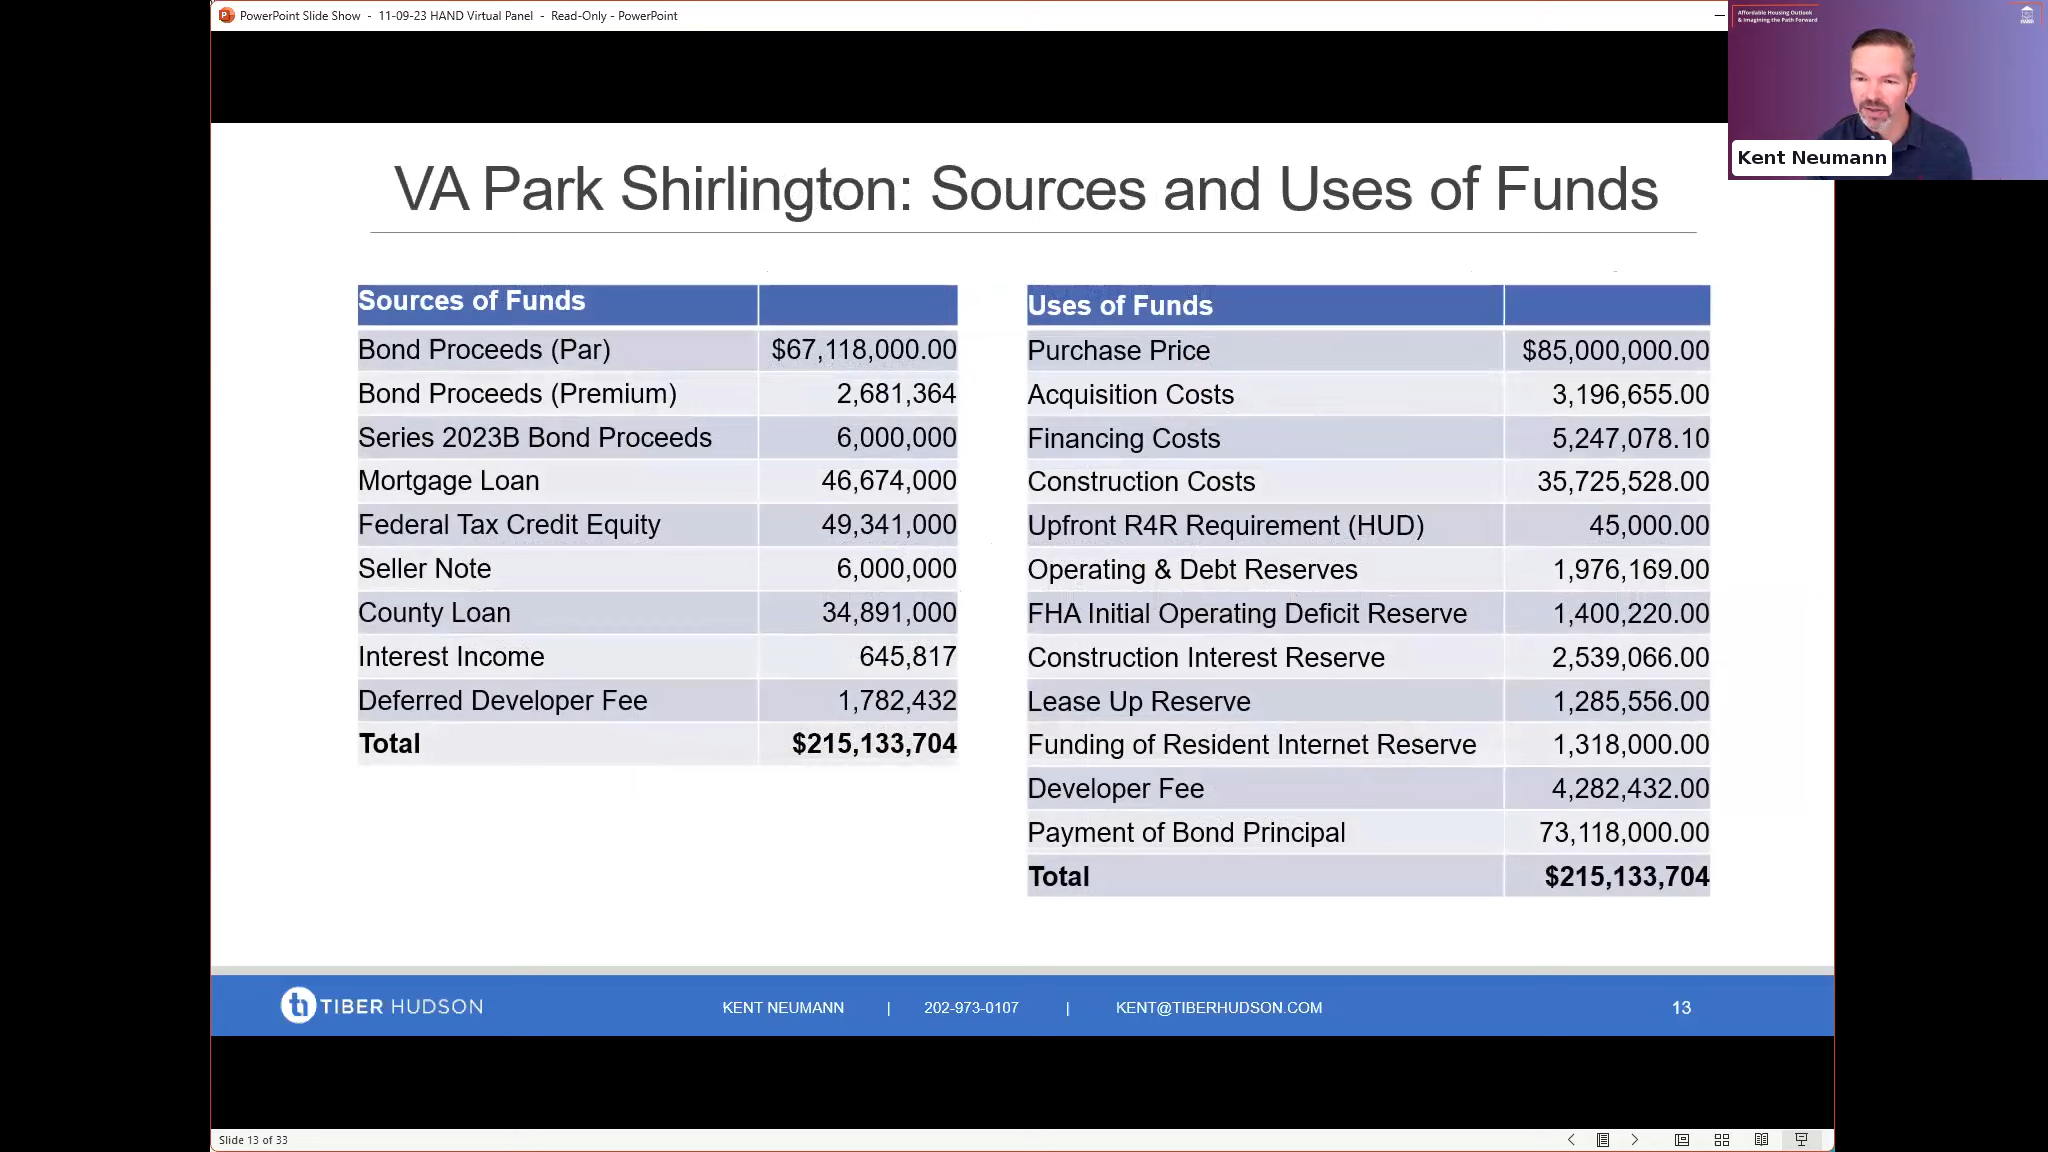 PowerPoint Slide Show - 11-09-23 HAND Virtual Panel - Read-Only - PowerPoint
Affordable Housing Outlook
& Imagining the Path Forward
HAND
Kent Neumann
VA Park Shirlington: Sources and Uses of Funds
Sources of Funds
Bond Proceeds (Par) $67,118,000.00
Bond Proceeds (Premium) 2,681,364
Series 2023B Bond Proceeds 6,000,000
Mortgage Loan 46,674,000
Federal Tax Credit Equity 49,341,000
Seller Note 6,000,000
County Loan 34,891,000
Interest Income 645,817
Deferred Developer Fee 1,782,432
Total $215,133,704
Uses of Funds
Purchase Price $85,000,000.00
Acquisition Costs 3,196,655.00
Financing Costs 5,247,078.10
Construction Costs 35,725,528.00
Upfront R4R Requirement (HUD) 45,000.00
Operating & Debt Reserves 1,976,169.00
FHA Initial Operating Deficit Reserve 1,400,220.00
Construction Interest Reserve 2,539,066.00
Lease Up Reserve 1,285,556.00
Funding of Resident Internet Reserve 1,318,000.00
Developer Fee 4,282,432.00
Payment of Bond Principal 73,118,000.00
Total $215,133,704
TIBER HUDSON
KENT NEUMANN | 202-973-0107 | KENT@TIBERHUDSON.COM
13
Slide 13 of 33